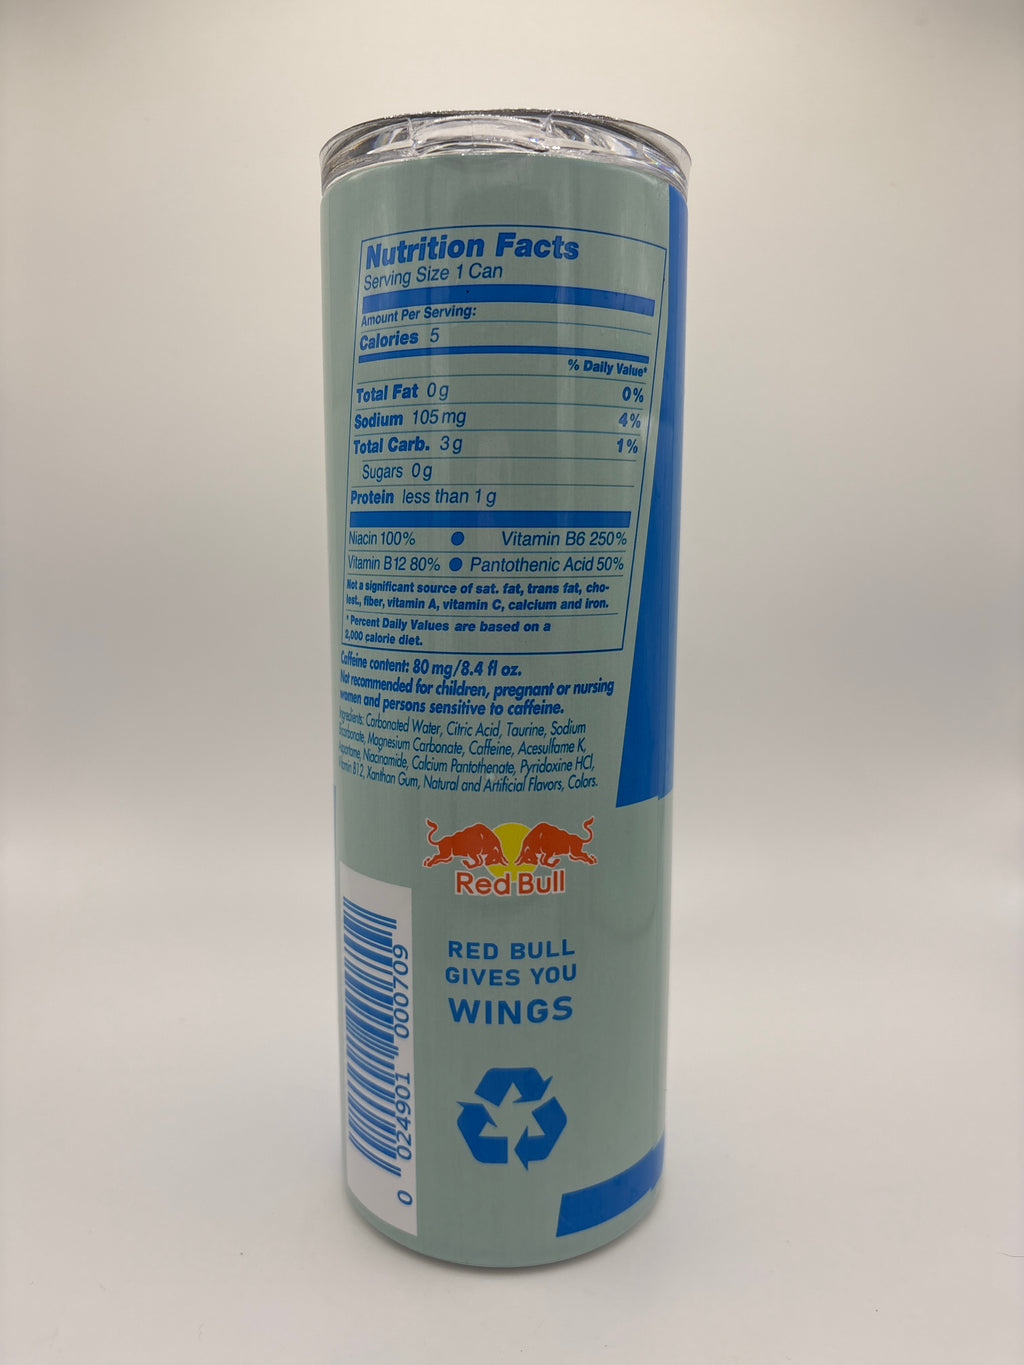 Nutrition Facts
Serving Size 1 Can
Amount Per Serving:
Calories 5
% Daily Value*
Total Fat 0g 0%
Sodium 105mg 4%
Total Carb. 3g 1%
Sugars 0g
Protein less than 1g
Niacin 100% ● Vitamin B6 250%
Vitamin B12 80% ● Pantothenic Acid 50%
Not a significant source of sat. fat, trans fat, cho-
lest., fiber, vitamin A, vitamin C, calcium and iron.
* Percent Daily Values are based on a
2,000 calorie diet.
Caffeine content: 80 mg/8.4 fl oz.
Not recommended for children, pregnant or nursing
women and persons sensitive to caffeine.
Ingredients: Carbonated Water, Citric Acid, Taurine, Sodium
Bicarbonate, Magnesium Carbonate, Caffeine, Acesulfame K,
Aspartame, Niacinamide, Calcium Pantothenate, Pyridoxine HCl,
Vitamin B12, Xanthan Gum, Natural and Artificial Flavors, Colors.
Red Bull
RED BULL
GIVES YOU
WINGS
0 024901 000709